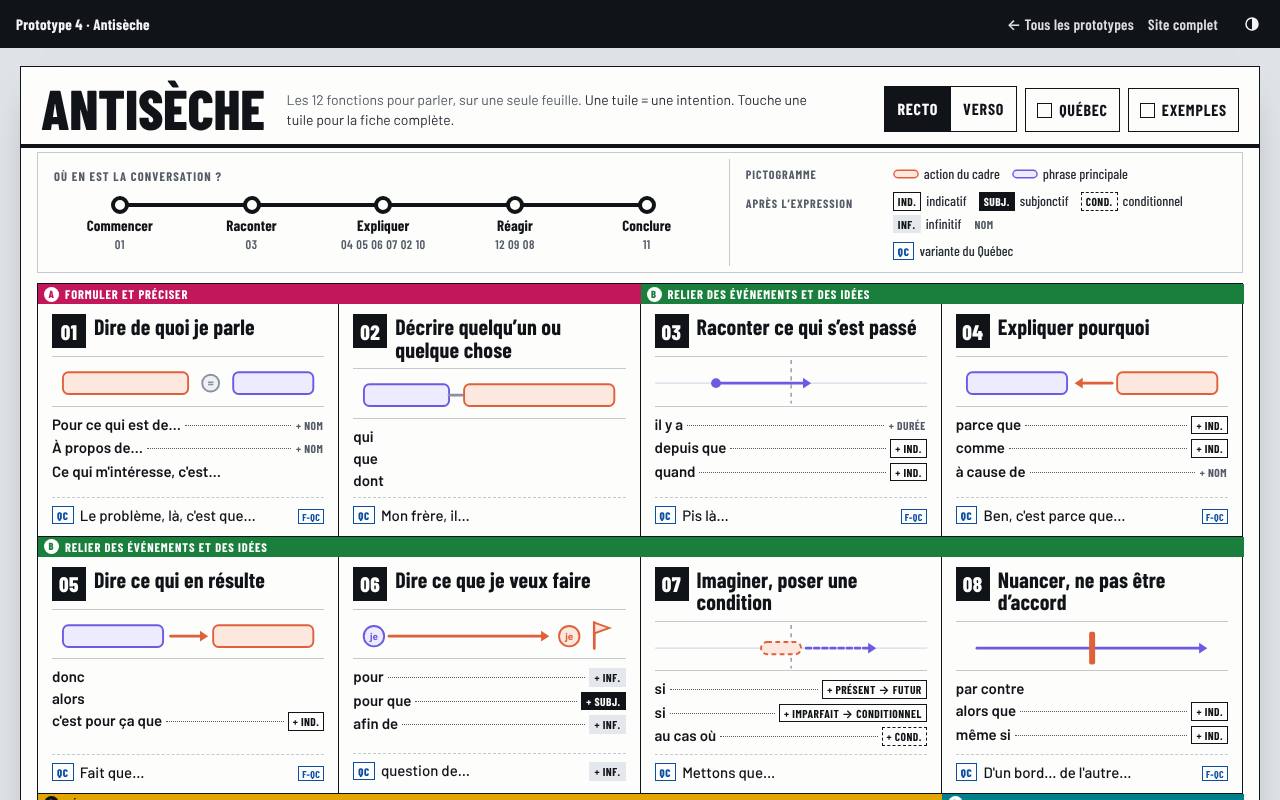 Prototype 4 · Antisèche
← Tous les prototypes Site complet
ANTISÈCHE
Les 12 fonctions pour parler, sur une seule feuille. Une tuile = une intention. Touche une
tuile pour la fiche complète.
RECTO VERSO QUÉBEC EXEMPLES
OÙ EN EST LA CONVERSATION ?
Commencer Raconter Expliquer Réagir Conclure
01 03 04 05 06 07 02 10 12 09 08 11
PICTOGRAMME action du cadre phrase principale
APRÈS L'EXPRESSION IND. indicatif SUBJ. subjonctif COND. conditionnel
INF. infinitif NOM
QC variante du Québec
A FORMULER ET PRÉCISER
B RELIER DES ÉVÉNEMENTS ET DES IDÉES
01 Dire de quoi je parle
=
Pour ce qui est de... + NOM
À propos de... + NOM
Ce qui m'intéresse, c'est...
QC Le problème, là, c'est que... F-QC
02 Décrire quelqu'un ou
quelque chose
qui
que
dont
QC Mon frère, il...
03 Raconter ce qui s'est passé
il y a + DURÉE
depuis que + IND.
quand + IND.
QC Pis là... F-QC
04 Expliquer pourquoi
parce que + IND.
comme + IND.
à cause de + NOM
QC Ben, c'est parce que... F-QC
B RELIER DES ÉVÉNEMENTS ET DES IDÉES
05 Dire ce qui en résulte
donc
alors
c'est pour ça que + IND.
QC Fait que... F-QC
06 Dire ce que je veux faire
je je
pour + INF.
pour que + SUBJ.
afin de + INF.
QC question de... + INF.
07 Imaginer, poser une
condition
si + PRÉSENT → FUTUR
si + IMPARFAIT → CONDITIONNEL
au cas où + COND.
QC Mettons que...
08 Nuancer, ne pas être
d'accord
par contre
alors que + IND.
même si + IND.
QC D'un bord... de l'autre... F-QC